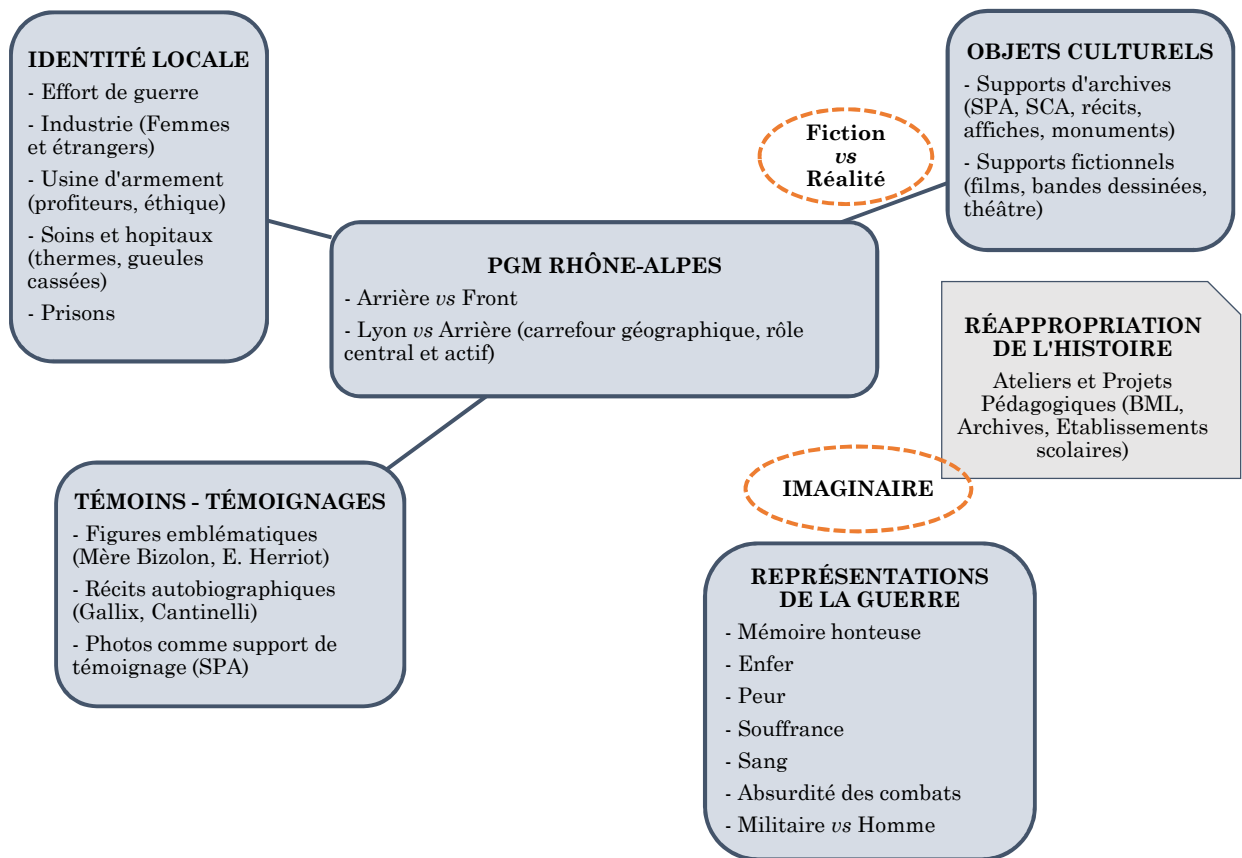 IDENTITÉ LOCALE
- Effort de guerre
- Industrie (Femmes
et étrangers)
- Usine d'armement
(profiteurs, éthique)
- Soins et hopitaux
(thermes, gueules
cassées)
- Prisons
Fiction
vs
Réalité
OBJETS CULTURELS
- Supports d'archives
(SPA, SCA, récits,
affiches, monuments)
- Supports fictionnels
(films, bandes dessinées,
théâtre)
PGM RHÔNE-ALPES
- Arrière vs Front
- Lyon vs Arrière (carrefour géographique, rôle
central et actif)
RÉAPPROPRIATION
DE L'HISTOIRE
Ateliers et Projets
Pédagogiques (BML,
Archives, Etablissements
scolaires)
TÉMOINS - TÉMOIGNAGES
- Figures emblématiques
(Mère Bizolon, E. Herriot)
- Récits autobiographiques
(Gallix, Cantinelli)
- Photos comme support de
témoignage (SPA)
IMAGINAIRE
REPRÉSENTATIONS
DE LA GUERRE
- Mémoire honteuse
- Enfer
- Peur
- Souffrance
- Sang
- Absurdité des combats
- Militaire vs Homme